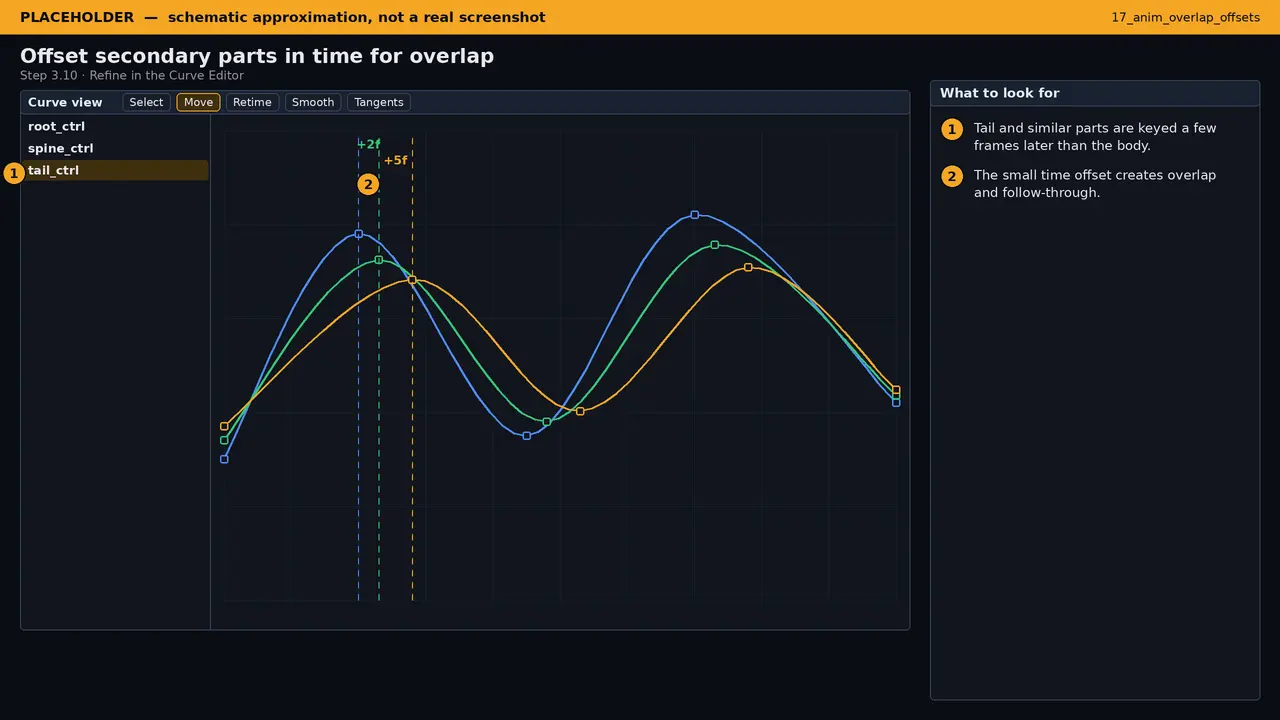 PLACEHOLDER — schematic approximation, not a real screenshot
17_anim_overlap_offsets
Offset secondary parts in time for overlap
Step 3.10 · Refine in the Curve Editor
Curve view
Select
Move
Retime
Smooth
Tangents
root_ctrl
spine_ctrl
1
tail_ctrl
+2f
+5f
2
What to look for
1
Tail and similar parts are keyed a few
frames later than the body.
2
The small time offset creates overlap
and follow-through.